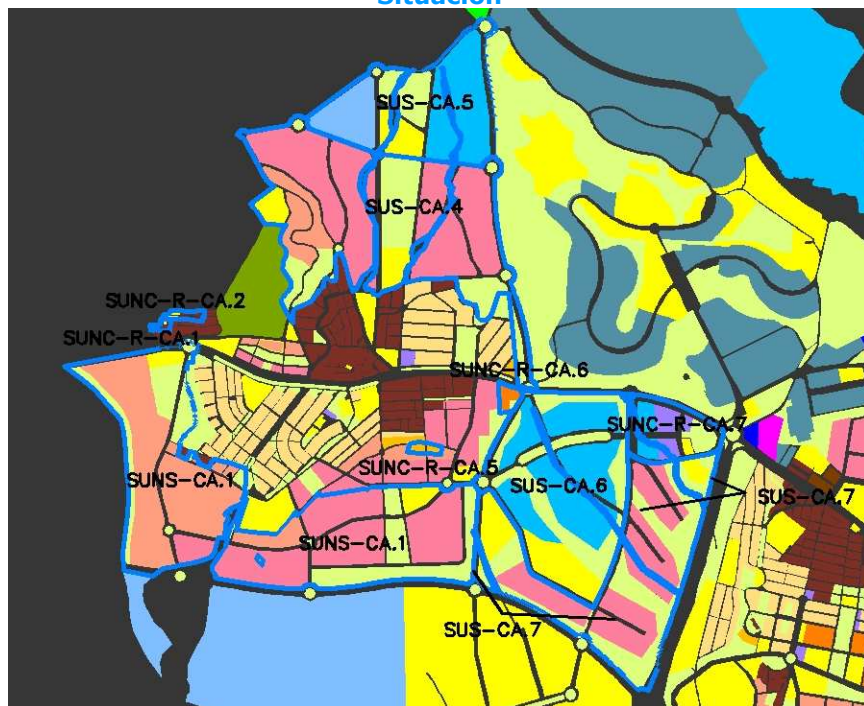 Situación
SUS-CA.5
SUS-CA.4
SUNC-R-CA.2
SUNC-R-CA.1
SUNC-R-CA.6
SUNC-R-CA.7
SUNC-R-CA.5
SUNS-CA.1
SUS-CA.6
SUS-CA.7
SUNS-CA.1
SUS-CA.7